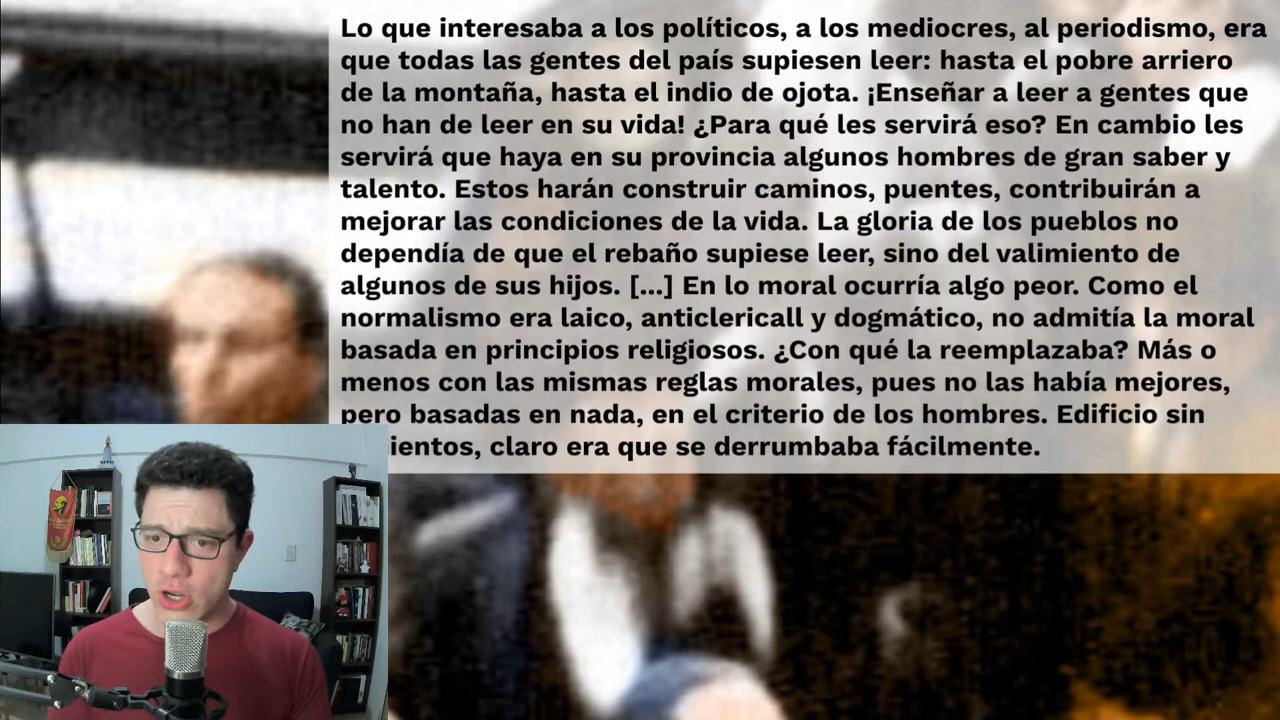 Lo que interesaba a los políticos, a los mediocres, al periodismo, era
que todas las gentes del país supiesen leer: hasta el pobre arriero
de la montaña, hasta el indio de ojota. ¡Enseñar a leer a gentes que
no han de leer en su vida! ¿Para qué les servirá eso? En cambio les
servirá que haya en su provincia algunos hombres de gran saber y
talento. Estos harán construir caminos, puentes, contribuirán a
mejorar las condiciones de la vida. La gloria de los pueblos no
dependía de que el rebaño supiese leer, sino del valimiento de
algunos de sus hijos. [...] En lo moral ocurría algo peor. Como el
normalismo era laico, anticlericall y dogmático, no admitía la moral
basada en principios religiosos. ¿Con qué la reemplazaba? Más o
menos con las mismas reglas morales, pues no las había mejores,
pero basadas en nada, en el criterio de los hombres. Edificio sin
ientos, claro era que se derrumbaba fácilmente.